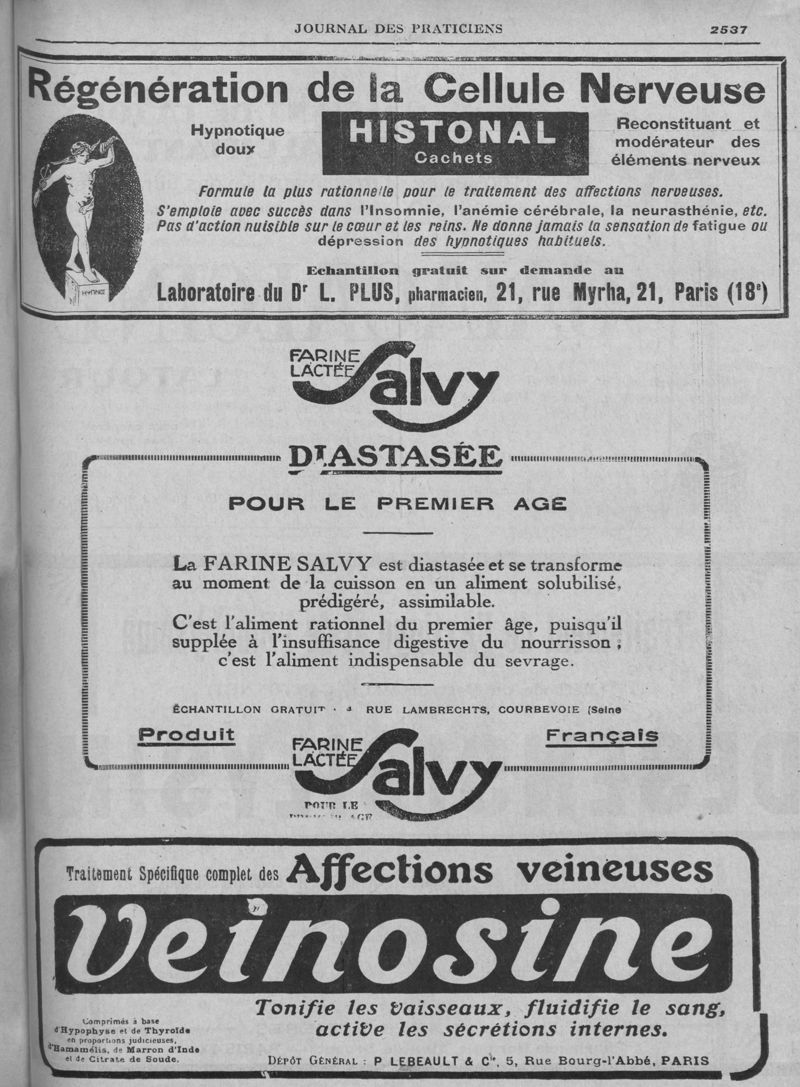 JOURNAL DES PRATICIENS 2537
Régénération de la Cellule Nerveuse
Hypnotique
doux
HISTONAL
Cachets
Reconstituant et
modérateur des
éléments nerveux
HYPNOS
Formule la plus rationnelle pour le traitement des affections nerveuses.
S'emploie avec succès dans l'Insomnie, l'anémie cérébrale, la neurasthénie, etc.
Pas d'action nuisible sur le cœur et les reins. Ne donne jamais la sensation de fatigue ou
dépression des hypnotiques habituels.
Echantillon gratuit sur demande au
Laboratoire du Dr L. PLUS, pharmacien, 21, rue Myrha, 21, Paris (18e)
FARINE
LACTÉE
Salvy
DIASTASÉE
POUR LE PREMIER AGE
La FARINE SALVY est diastasée et se transforme
au moment de la cuisson en un aliment solubilisé,
prédigéré, assimilable.
C'est l'aliment rationnel du premier âge, puisqu'il
supplée à l'insuffisance digestive du nourrisson ;
c'est l'aliment indispensable du sevrage.
ÉCHANTILLON GRATUIT · RUE LAMBRECHTS, COURBEVOIE (Seine
Produit
Français
FARINE
LACTÉE
Salvy
POUR LE
AGE
Traitement Spécifique complet des Affections veineuses
Veinosine
Comprimés à base
d'Hypophyse et de Thyroïde
en proportions judicieuses,
d'Hamamélis, de Marron d'Inde
et de Citrate de Soude.
Tonifie les Vaisseaux, fluidifie le sang,
active les sécrétions internes.
DÉPÔT GÉNÉRAL : P LEBEAULT & Cie, 5, Rue Bourg-l'Abbé, PARIS